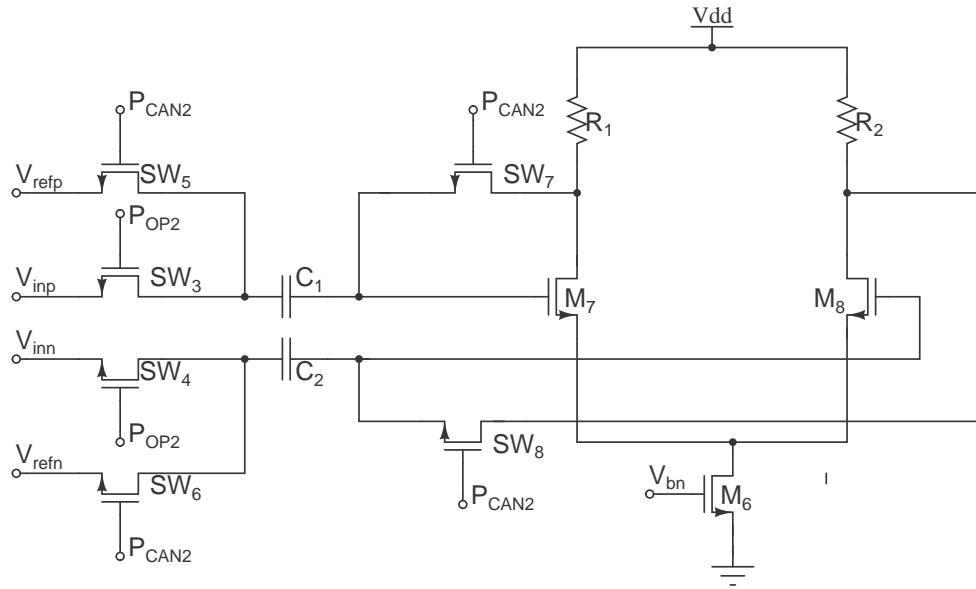 Vdd
P_CAN2
P_CAN2
R_1
R_2
V_refp
SW_5
SW_7
P_OP2
V_inp
SW_3
C_1
M_7
M_8
V_inn
SW_4
C_2
P_OP2
V_refn
SW_6
SW_8
V_bn
M_6
P_CAN2
P_CAN2